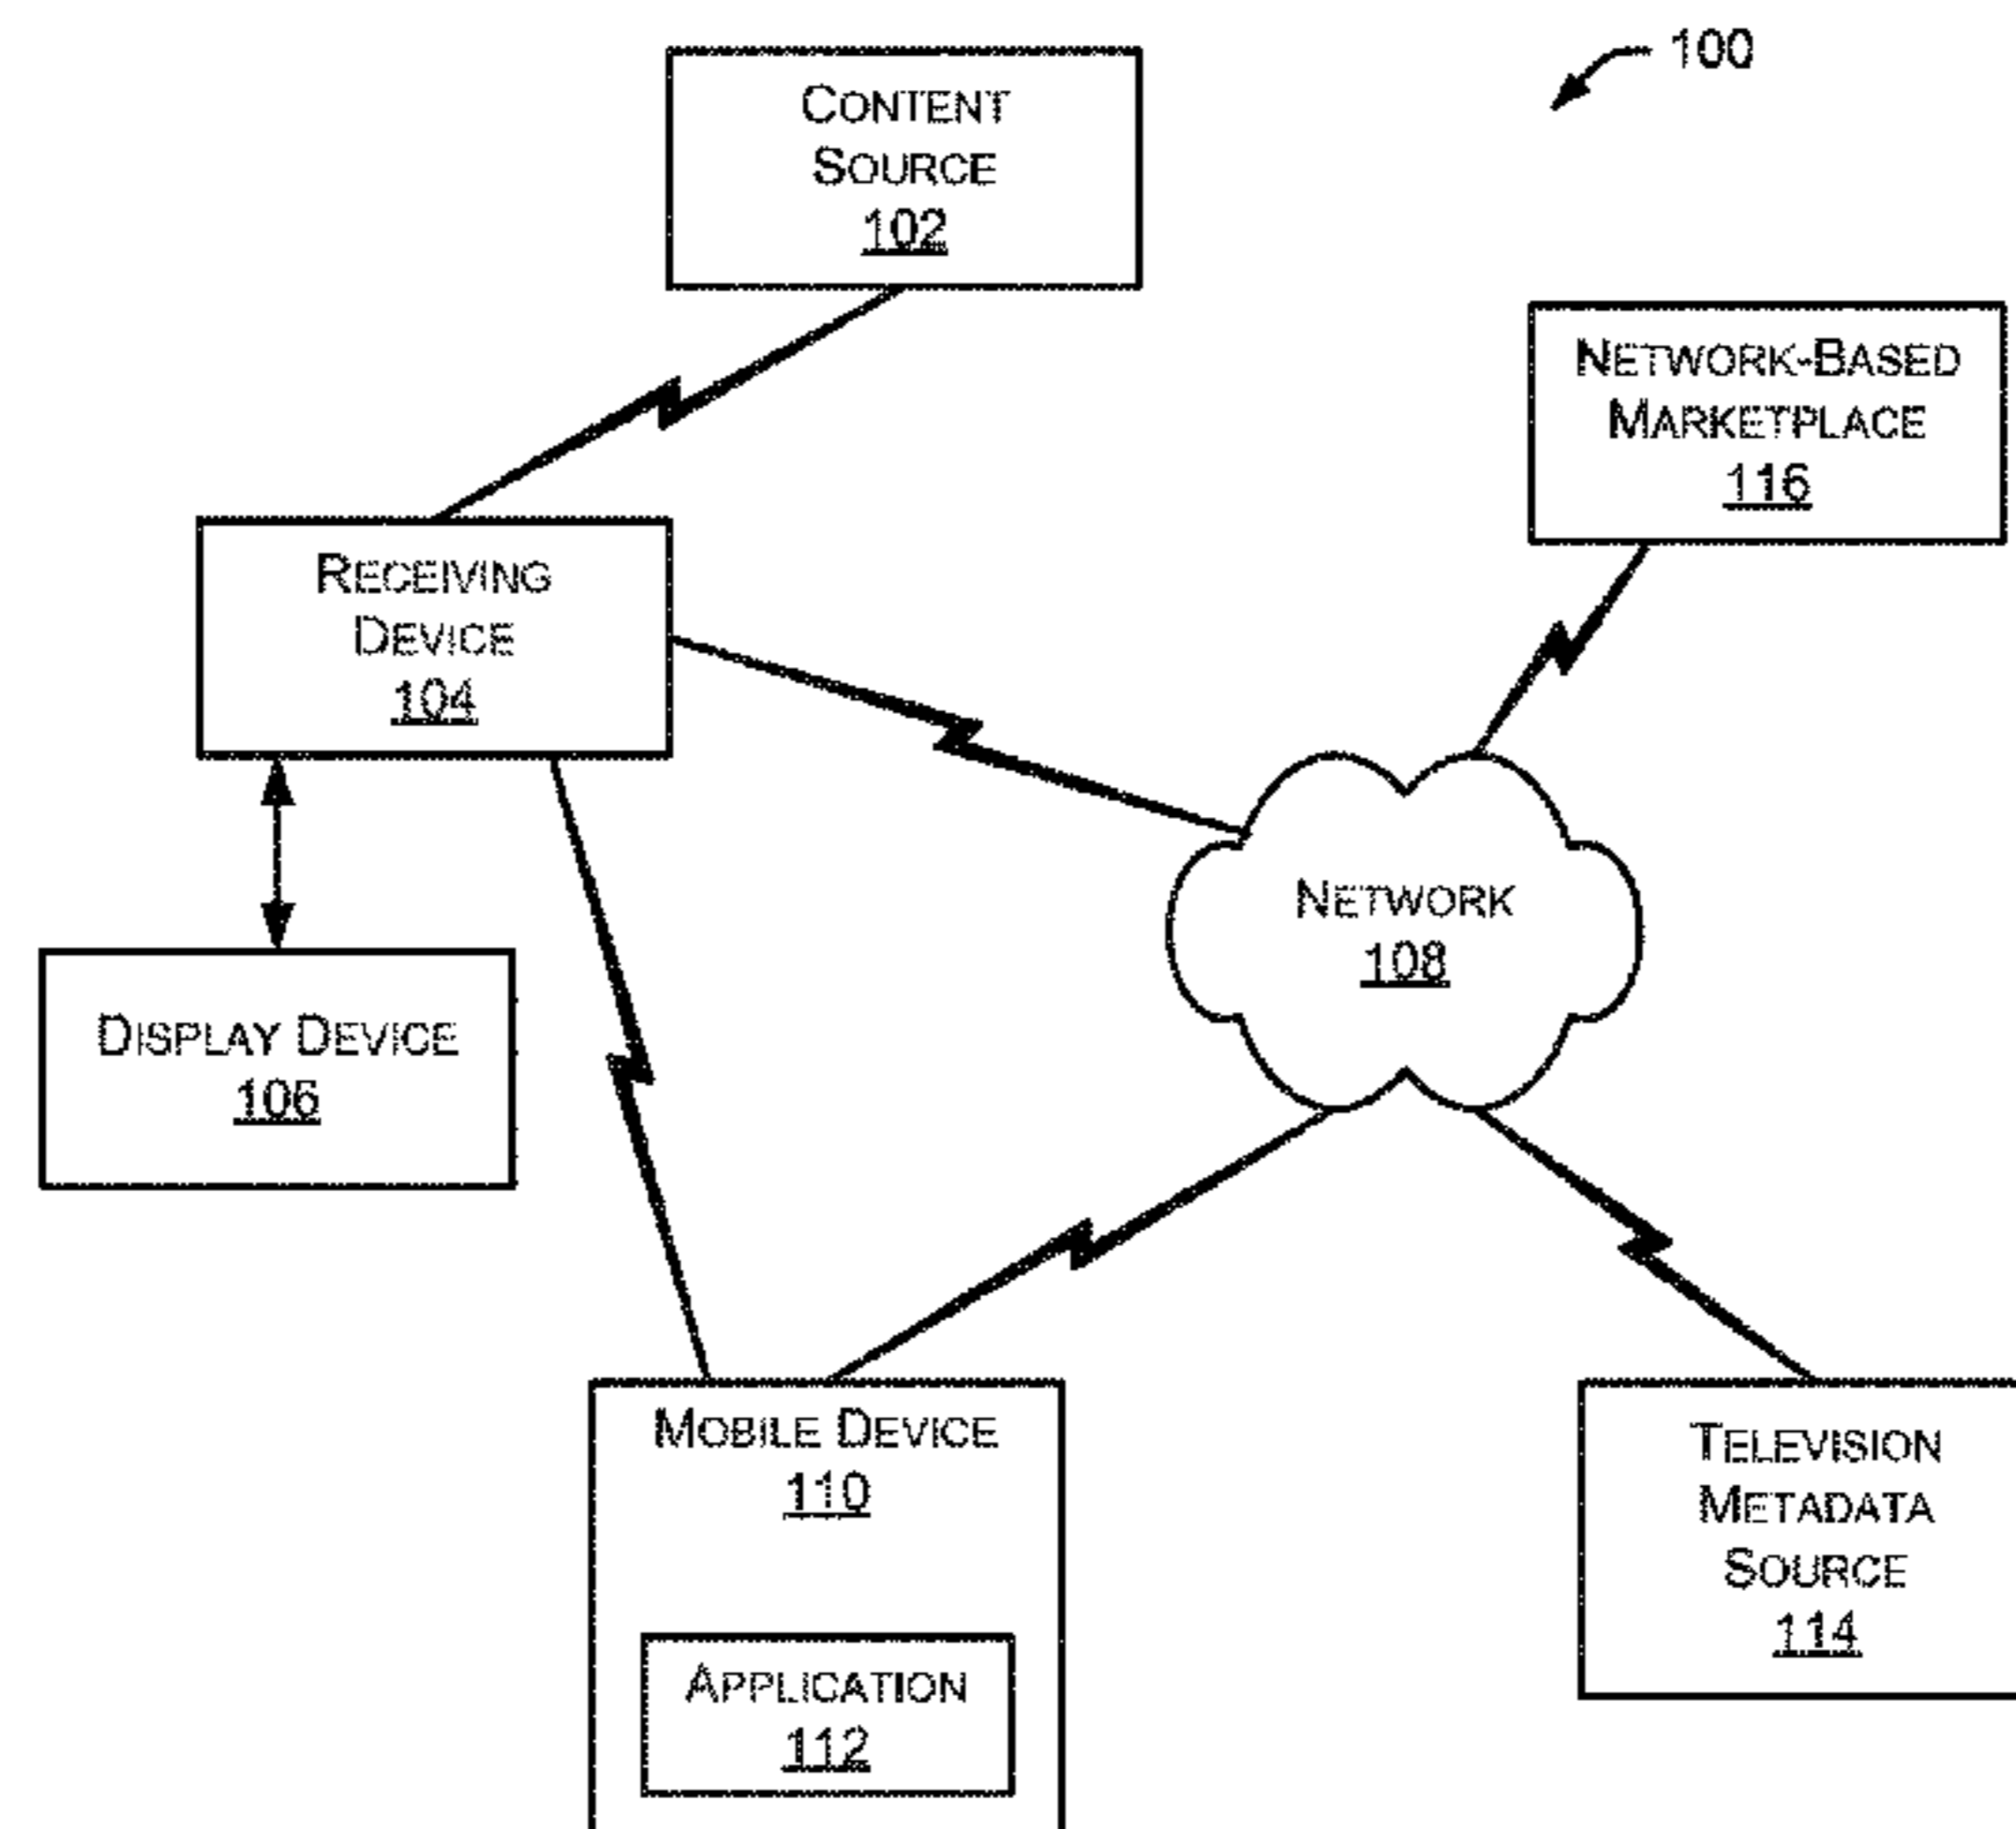 100
CONTENT
SOURCE
102
NETWORK-BASED
MARKETPLACE
116
RECEIVING
DEVICE
104
NETWORK
108
DISPLAY DEVICE
106
MOBILE DEVICE
110
TELEVISION
METADATA
SOURCE
114
APPLICATION
112